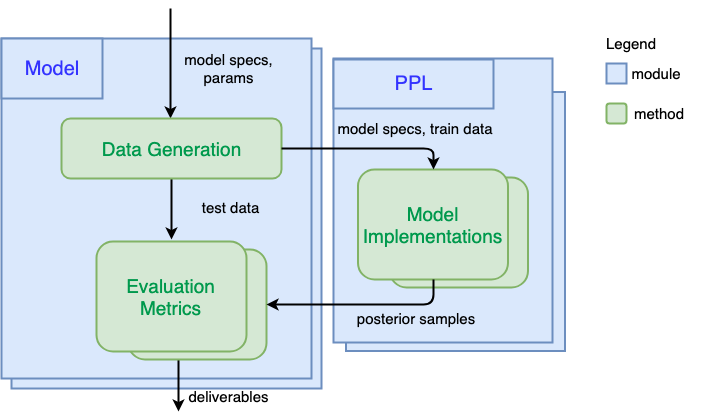 Model
model specs,
params
Data Generation
test data
Evaluation
Metrics
deliverables
PPL
model specs, train data
Model
Implementations
posterior samples
Legend
module
method